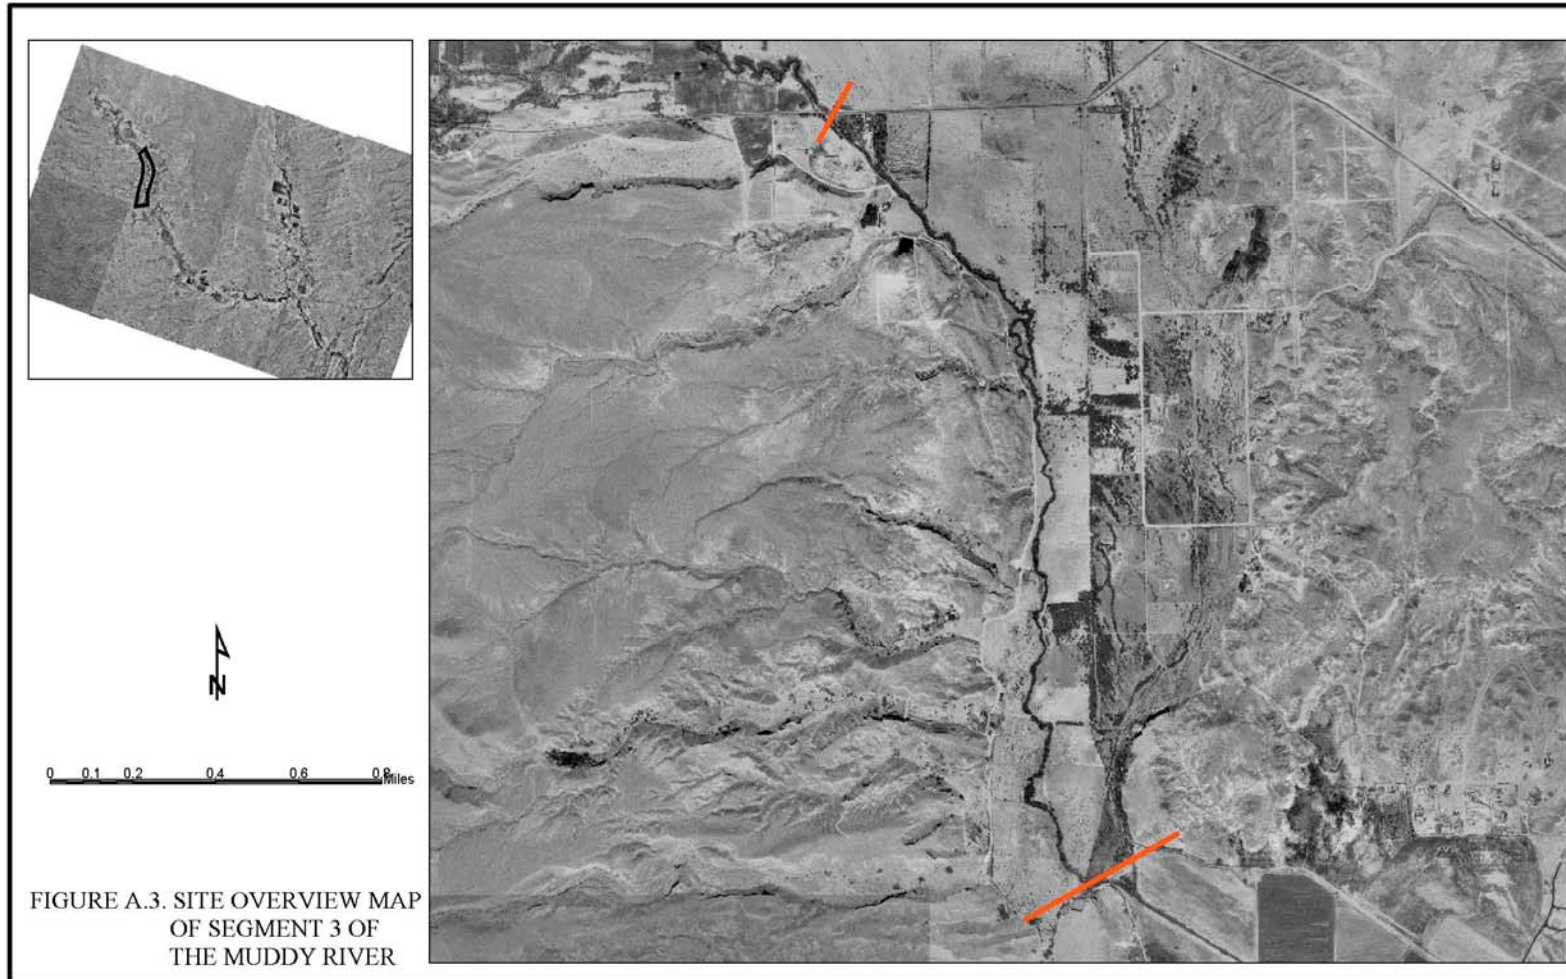 N
0 0.1 0.2 0.4 0.6 0.8 Miles
FIGURE A.3. SITE OVERVIEW MAP
OF SEGMENT 3 OF
THE MUDDY RIVER